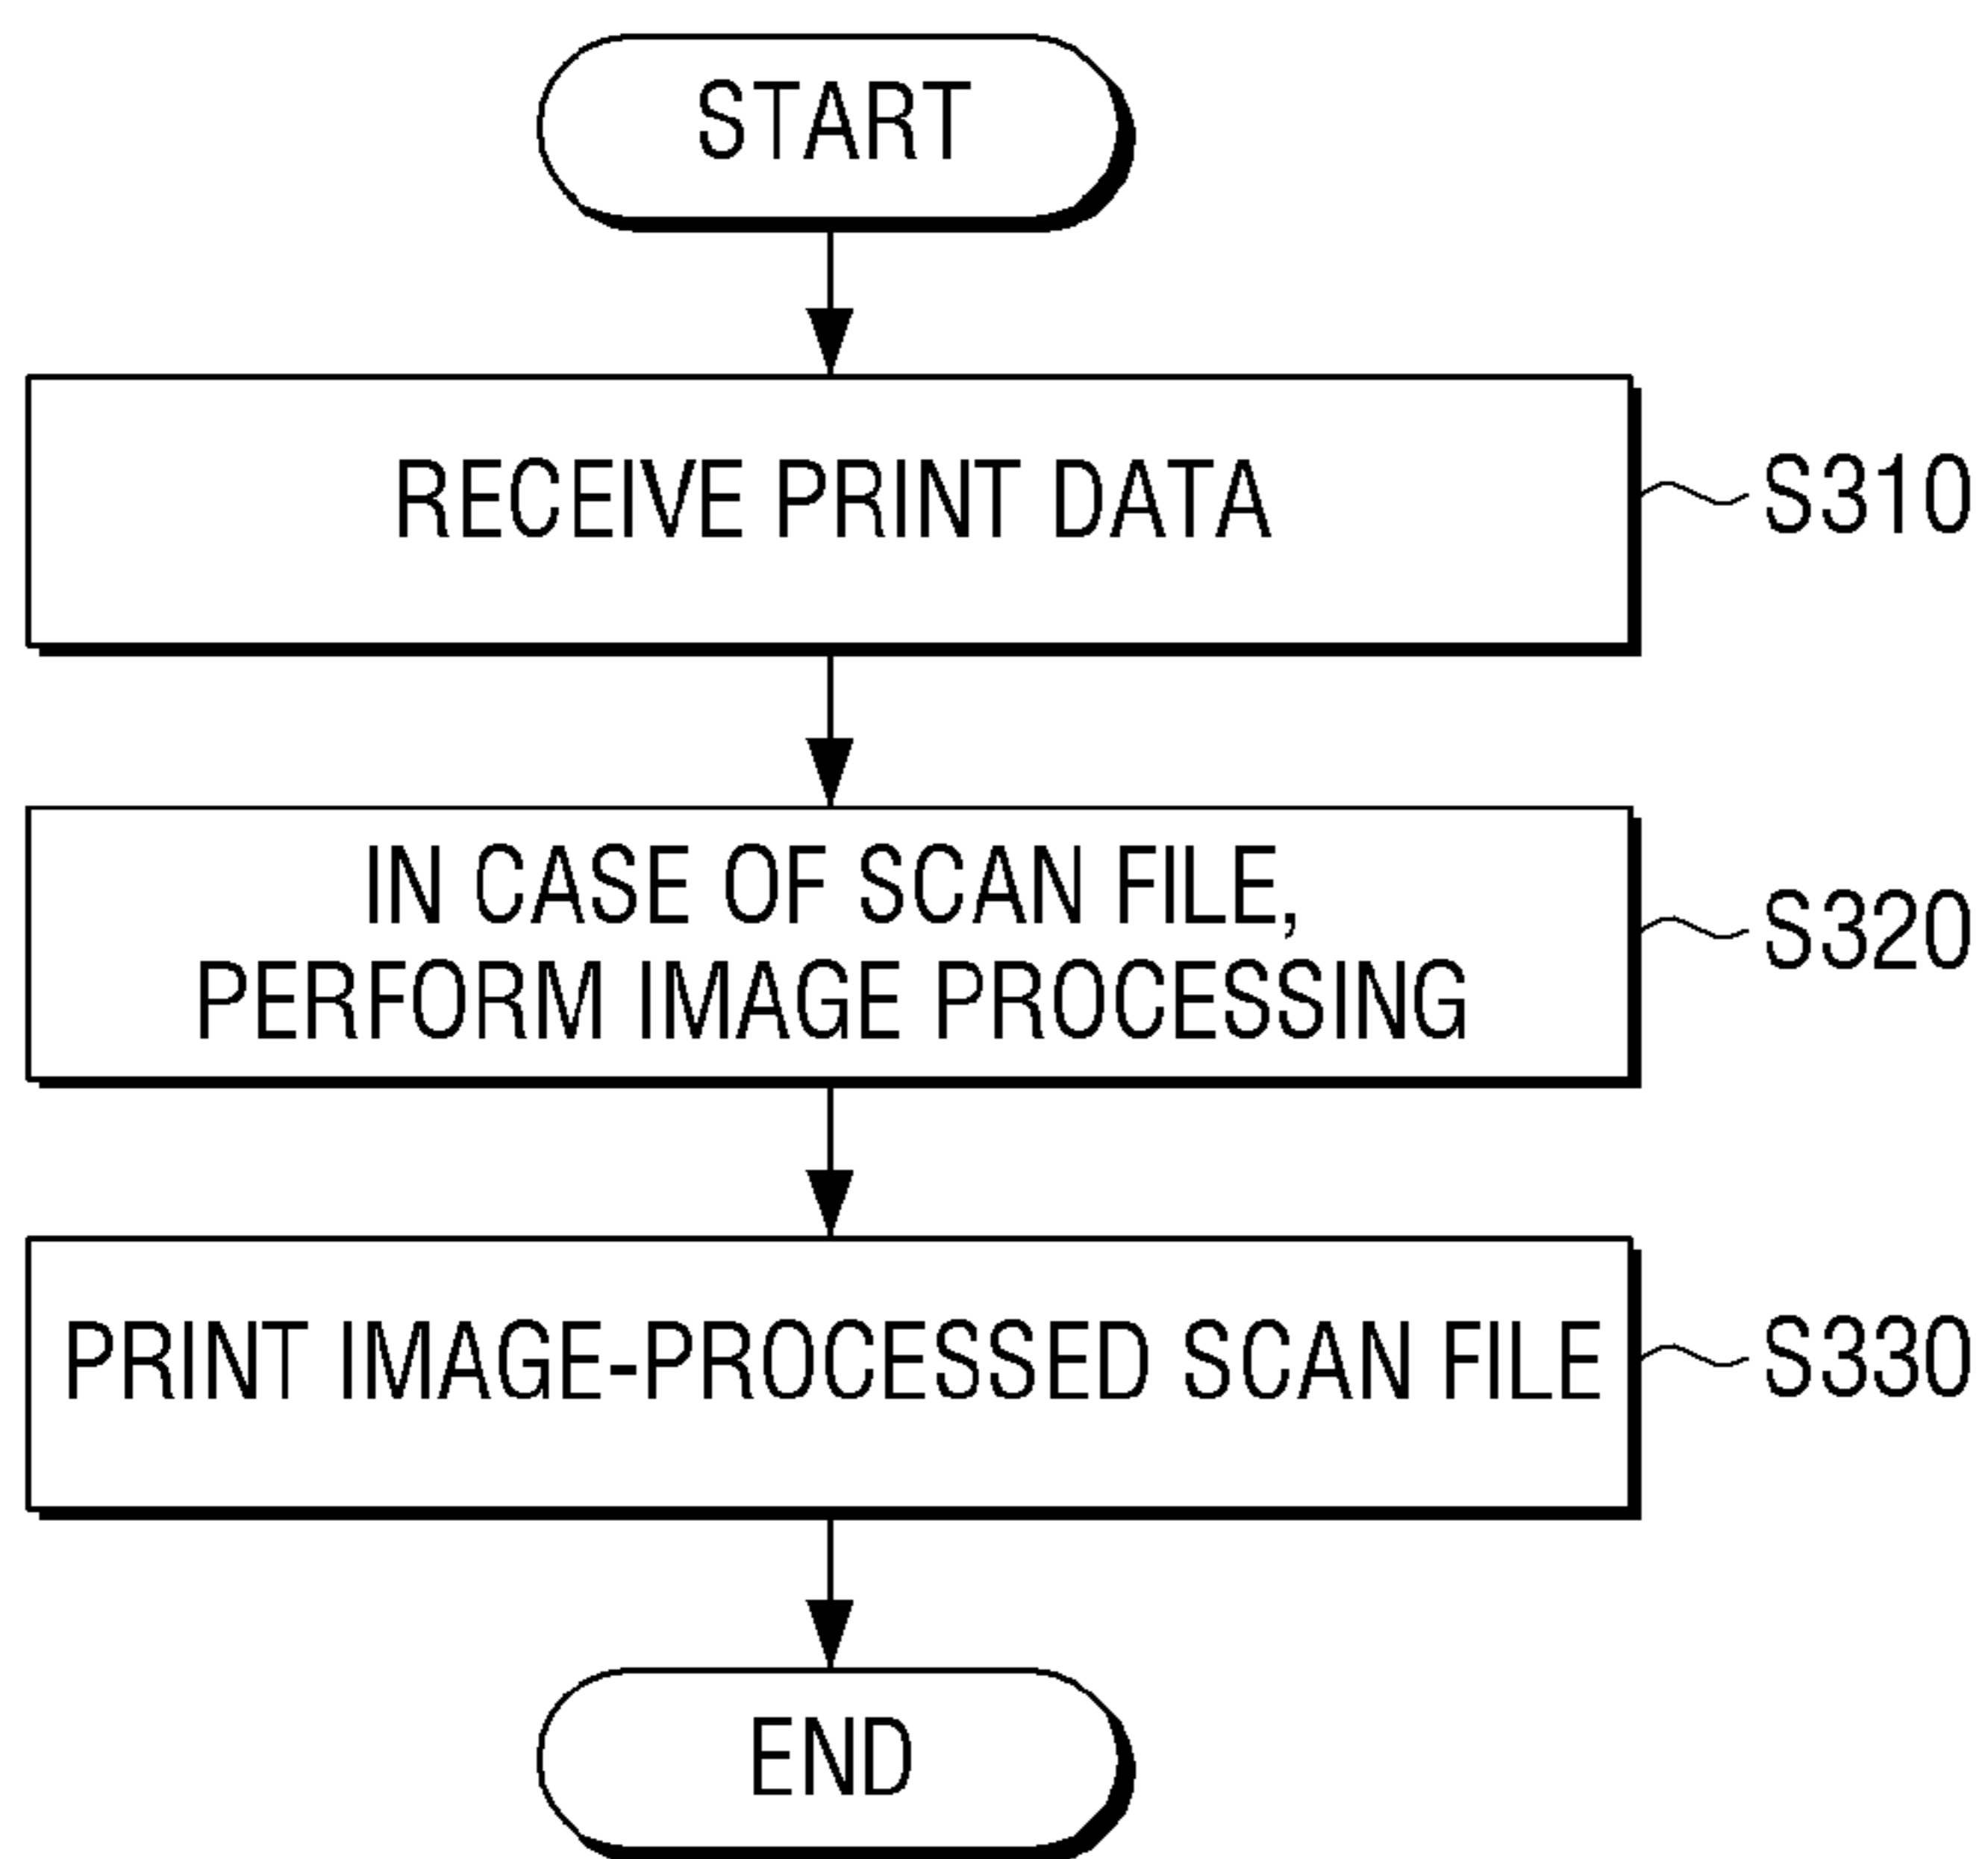 START
RECEIVE PRINT DATA
S310
IN CASE OF SCAN FILE,
PERFORM IMAGE PROCESSING
S320
PRINT IMAGE-PROCESSED SCAN FILE
S330
END